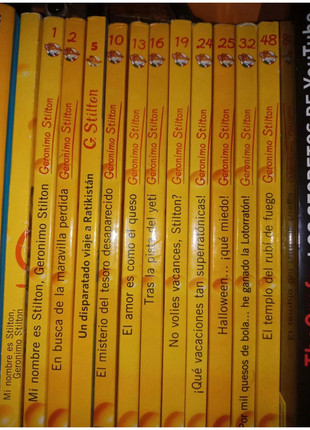 Mi nombre es Stilton,
Geronimo Stilton
1
Mi nombre es Stilton, Geronimo Stilton
2
Geronimo Stilton
En busca de la maravilla perdida
5
G Stilton
Un disparatado viaje a Ratikistán
10
Geronimo Stilton
El misterio del tesoro desaparecido
13
Geronimo Stilton
El amor es como el queso
16
Geronimo Stilton
Tras la pista del yeti
19
Geronimo Stilton
No volies vacances, Stilton?
24
Geronimo Stilton
¡Qué vacaciones tan superratónicas!
25
Geronimo Stilton
Halloween... ¡qué miedo!
32
Geronimo Stilton
Por mil quesos de bola... he ganado la Lotorratón!
48
Geronimo Stilton
El templo del rubí de fuego
DE YouTube